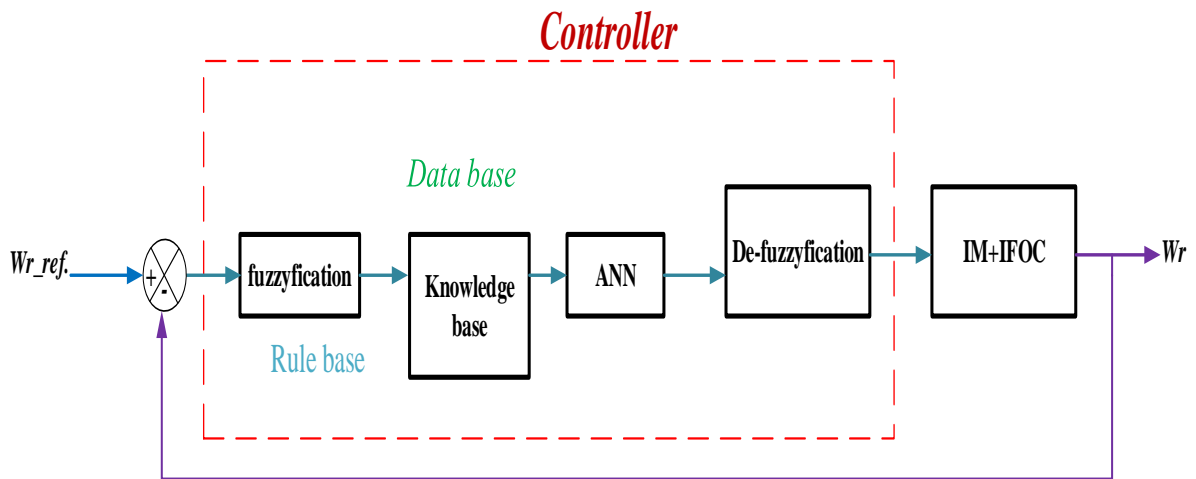 Controller
Data base
Wr_ref.
+
-
fuzzyfication
Knowledge
base
ANN
De-fuzzyfication
IM+IFOC
Wr
Rule base